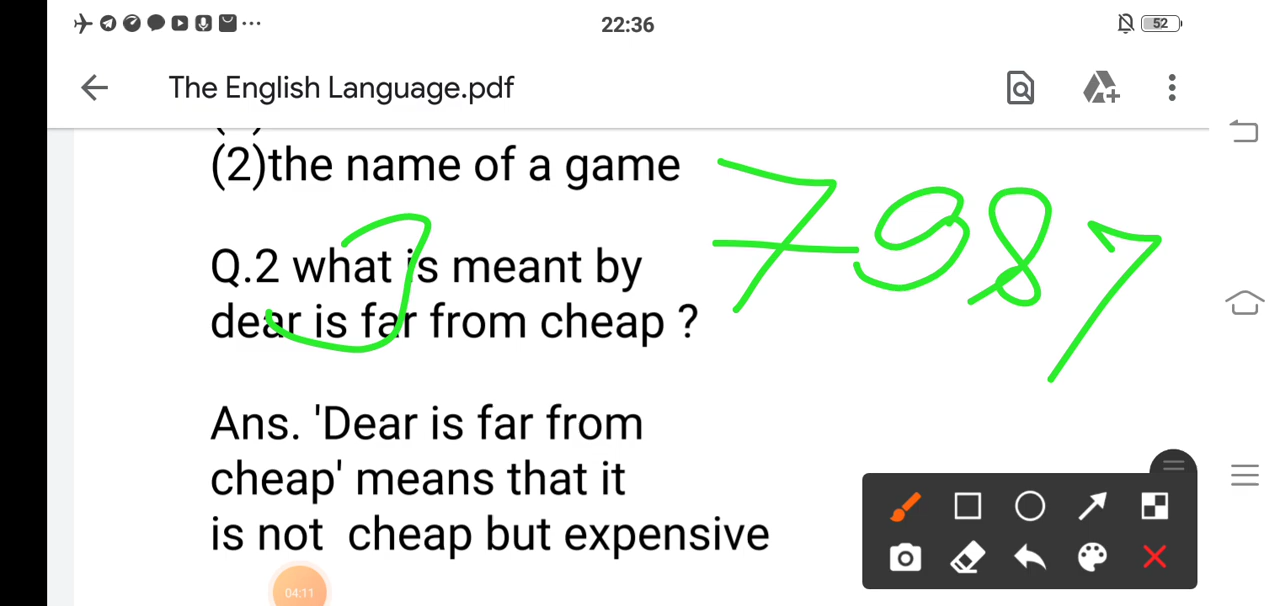 22:36
52
The English Language.pdf
(2)the name of a game
Q.2 what is meant by
dear is far from cheap ?
7987
Ans. 'Dear is far from
cheap' means that it
is not cheap but expensive
04:11